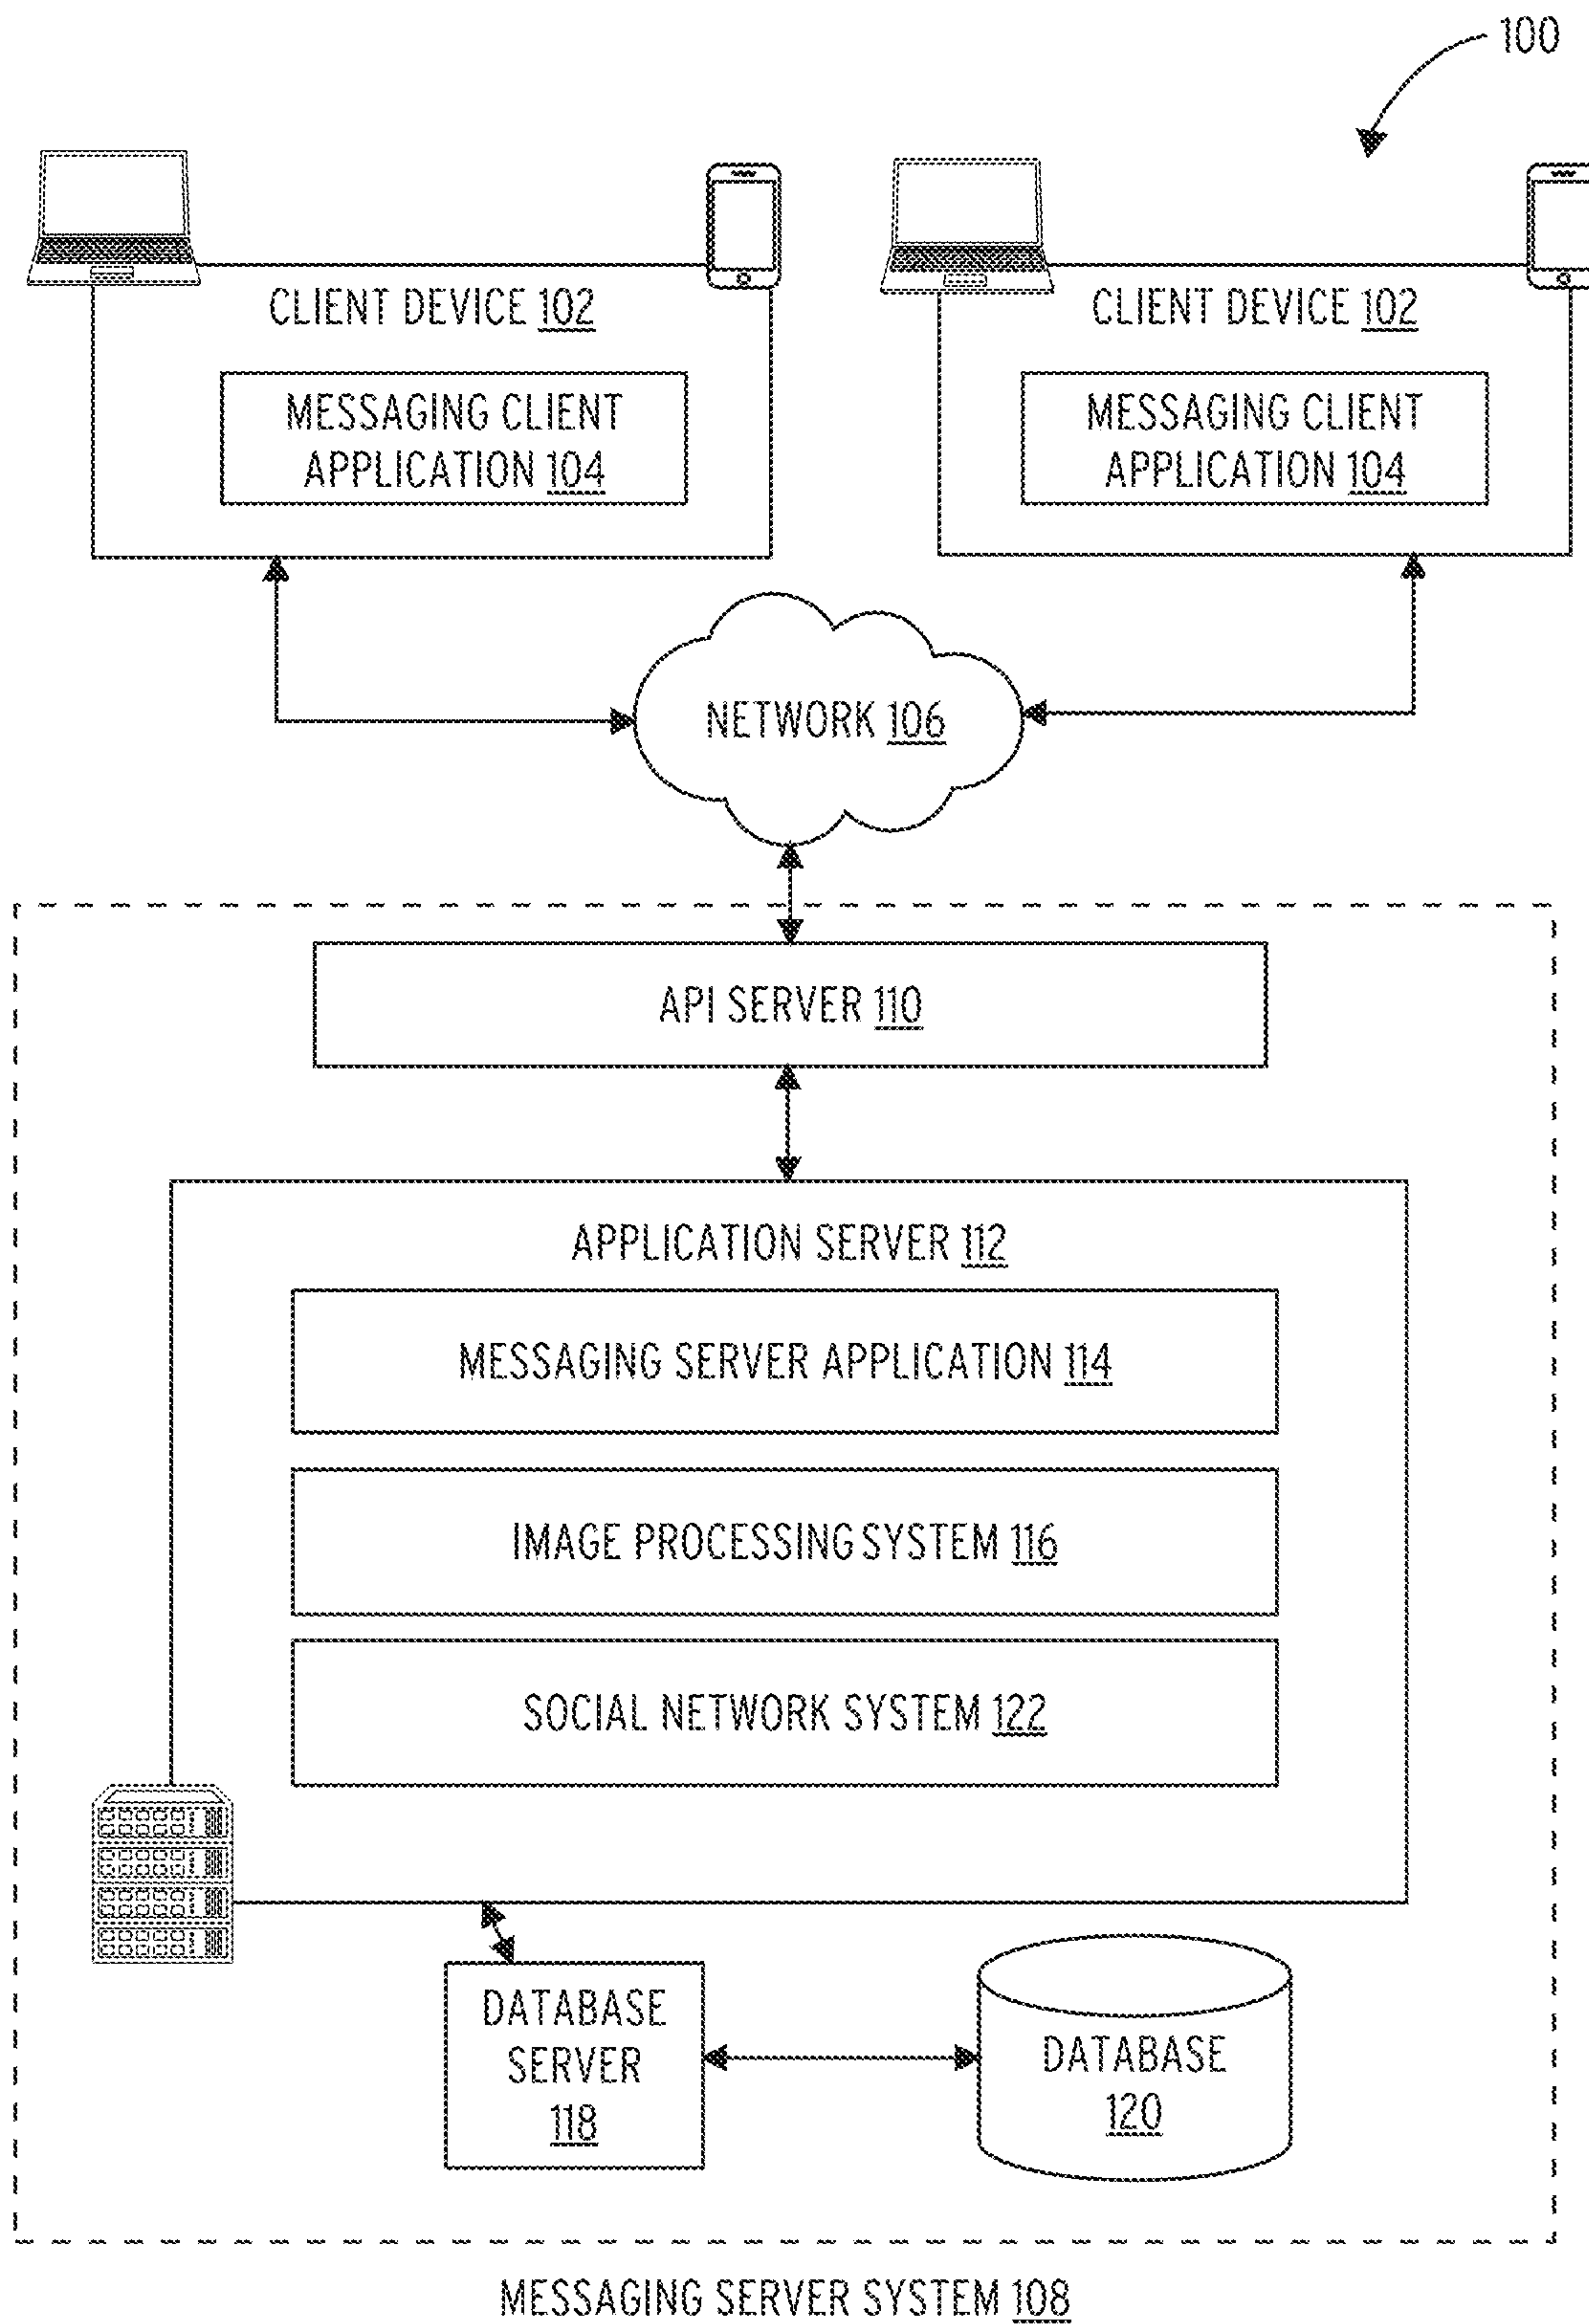 100
CLIENT DEVICE 102
MESSAGING CLIENT
APPLICATION 104
CLIENT DEVICE 102
MESSAGING CLIENT
APPLICATION 104
NETWORK 106
API SERVER 110
APPLICATION SERVER 112
MESSAGING SERVER APPLICATION 114
IMAGE PROCESSING SYSTEM 116
SOCIAL NETWORK SYSTEM 122
DATABASE
SERVER
118
DATABASE
120
MESSAGING SERVER SYSTEM 108